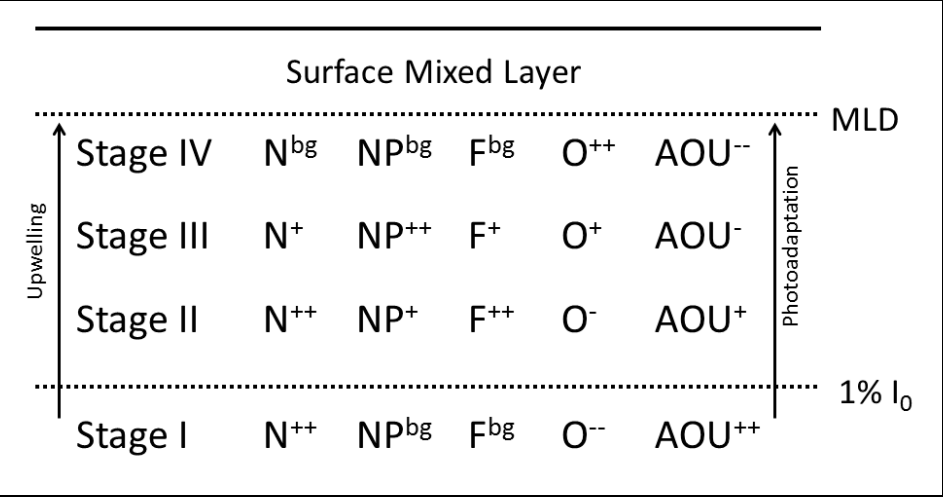 Surface Mixed Layer
MLD
Stage IV N^bg NP^bg F^bg O^++ AOU^--
Stage III N^+ NP^++ F^+ O^+ AOU^-
Stage II N^++ NP^+ F^++ O^- AOU^+
Upwelling
Photoadaptation
1% I_0
Stage I N^++ NP^bg F^bg O^-- AOU^++